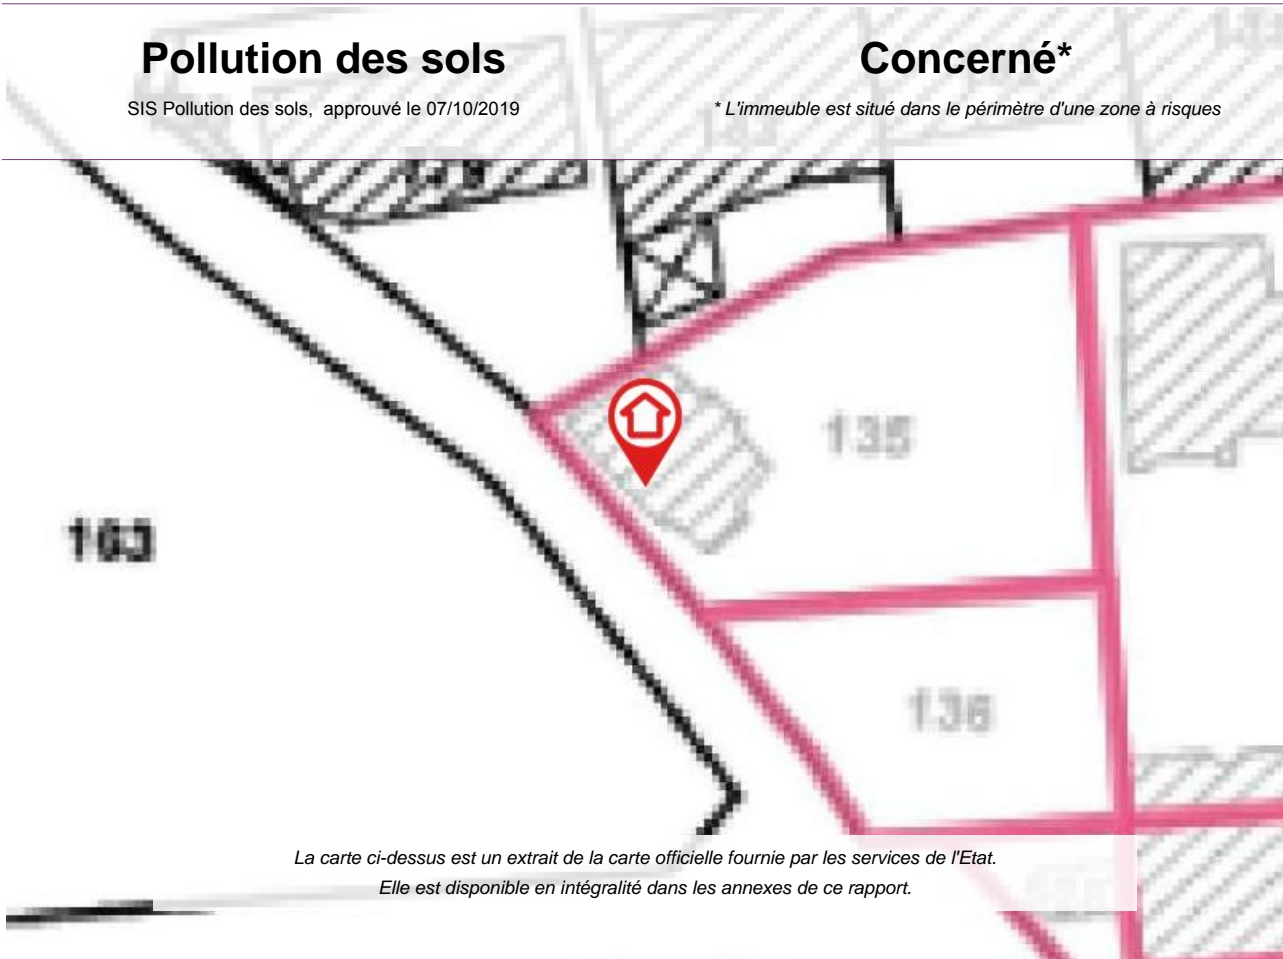 Pollution des sols
SIS Pollution des sols, approuvé le 07/10/2019
Concerné*
* L'immeuble est situé dans le périmètre d'une zone à risques
135
163
136
La carte ci-dessus est un extrait de la carte officielle fournie par les services de l'Etat.
Elle est disponible en intégralité dans les annexes de ce rapport.